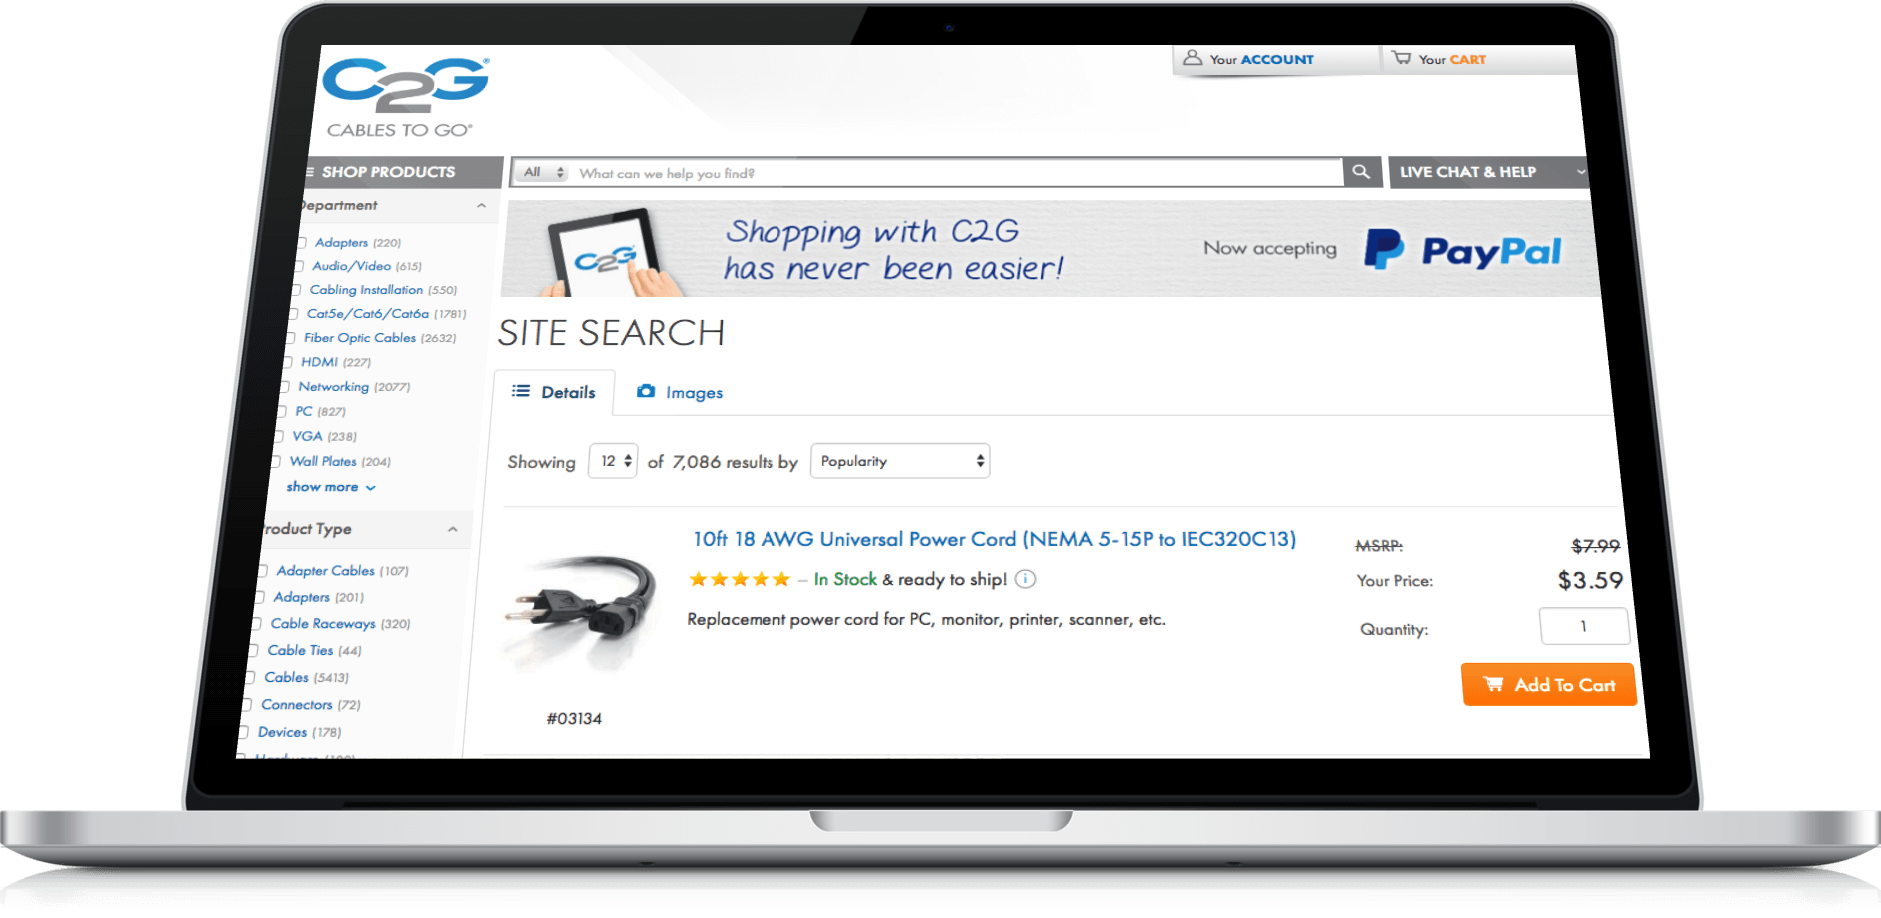 C2G®
CABLES TO GO®
Your ACCOUNT
Your CART
SHOP PRODUCTS
All
What can we help you find?
LIVE CHAT & HELP
Department
Adapters (220)
Audio/Video (615)
Cabling Installation (550)
Cat5e/Cat6/Cat6a (1781)
Fiber Optic Cables (2632)
HDMI (227)
Networking (2077)
PC (827)
VGA (238)
Wall Plates (204)
show more
Product Type
Adapter Cables (107)
Adapters (201)
Cable Raceways (320)
Cable Ties (44)
Cables (5413)
Connectors (72)
Devices (178)
C2G
Shopping with C2G
has never been easier!
Now accepting
PayPal
SITE SEARCH
Details
Images
Showing 12 of 7,086 results by Popularity
10ft 18 AWG Universal Power Cord (NEMA 5-15P to IEC320C13)
– In Stock & ready to ship!
Replacement power cord for PC, monitor, printer, scanner, etc.
#03134
MSRP: $7.99
Your Price: $3.59
Quantity: 1
Add To Cart